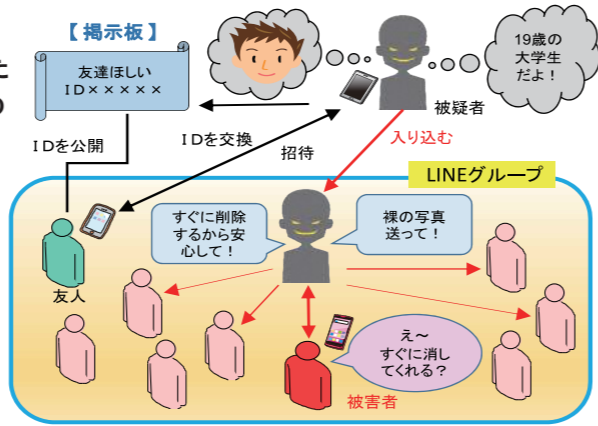 【掲示板】
友達ほしい
ID×××××
19歳の
大学生
だよ！
被疑者
た
IDを公開
IDを交換
招待
入り込む
LINEグループ
すぐに削除
するから安
心して！
裸の写真
送って！
友人
え～
すぐに消し
てくれる？
被害者